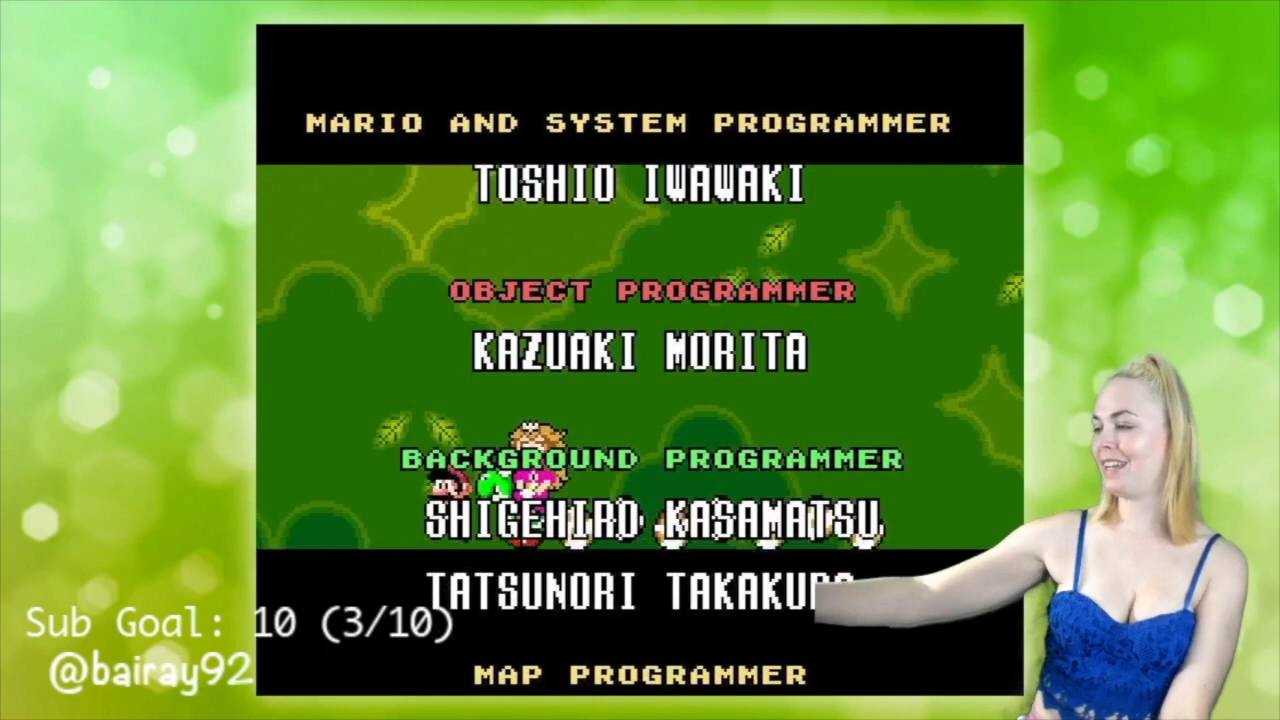 MARIO AND SYSTEM PROGRAMMER
TOSHIO IWAWAKI
OBJECT PROGRAMMER
KAZUAKI MORITA
BACKGROUND PROGRAMMER
SHIGEHIRO KASAMATSU
TATSUNORI
Sub Goal: 10 (3/10)
@bairay92
MAP PROGRAMMER